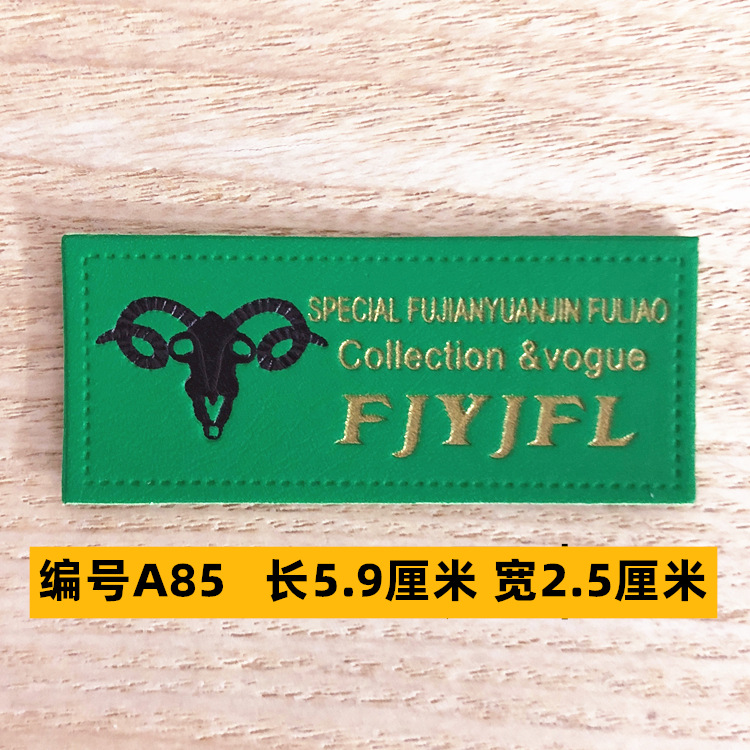 SPECIAL FUJIANYUANJIN FULIAO
Collection &vogue
FJYJFL
编号A85 长5.9厘米 宽2.5厘米